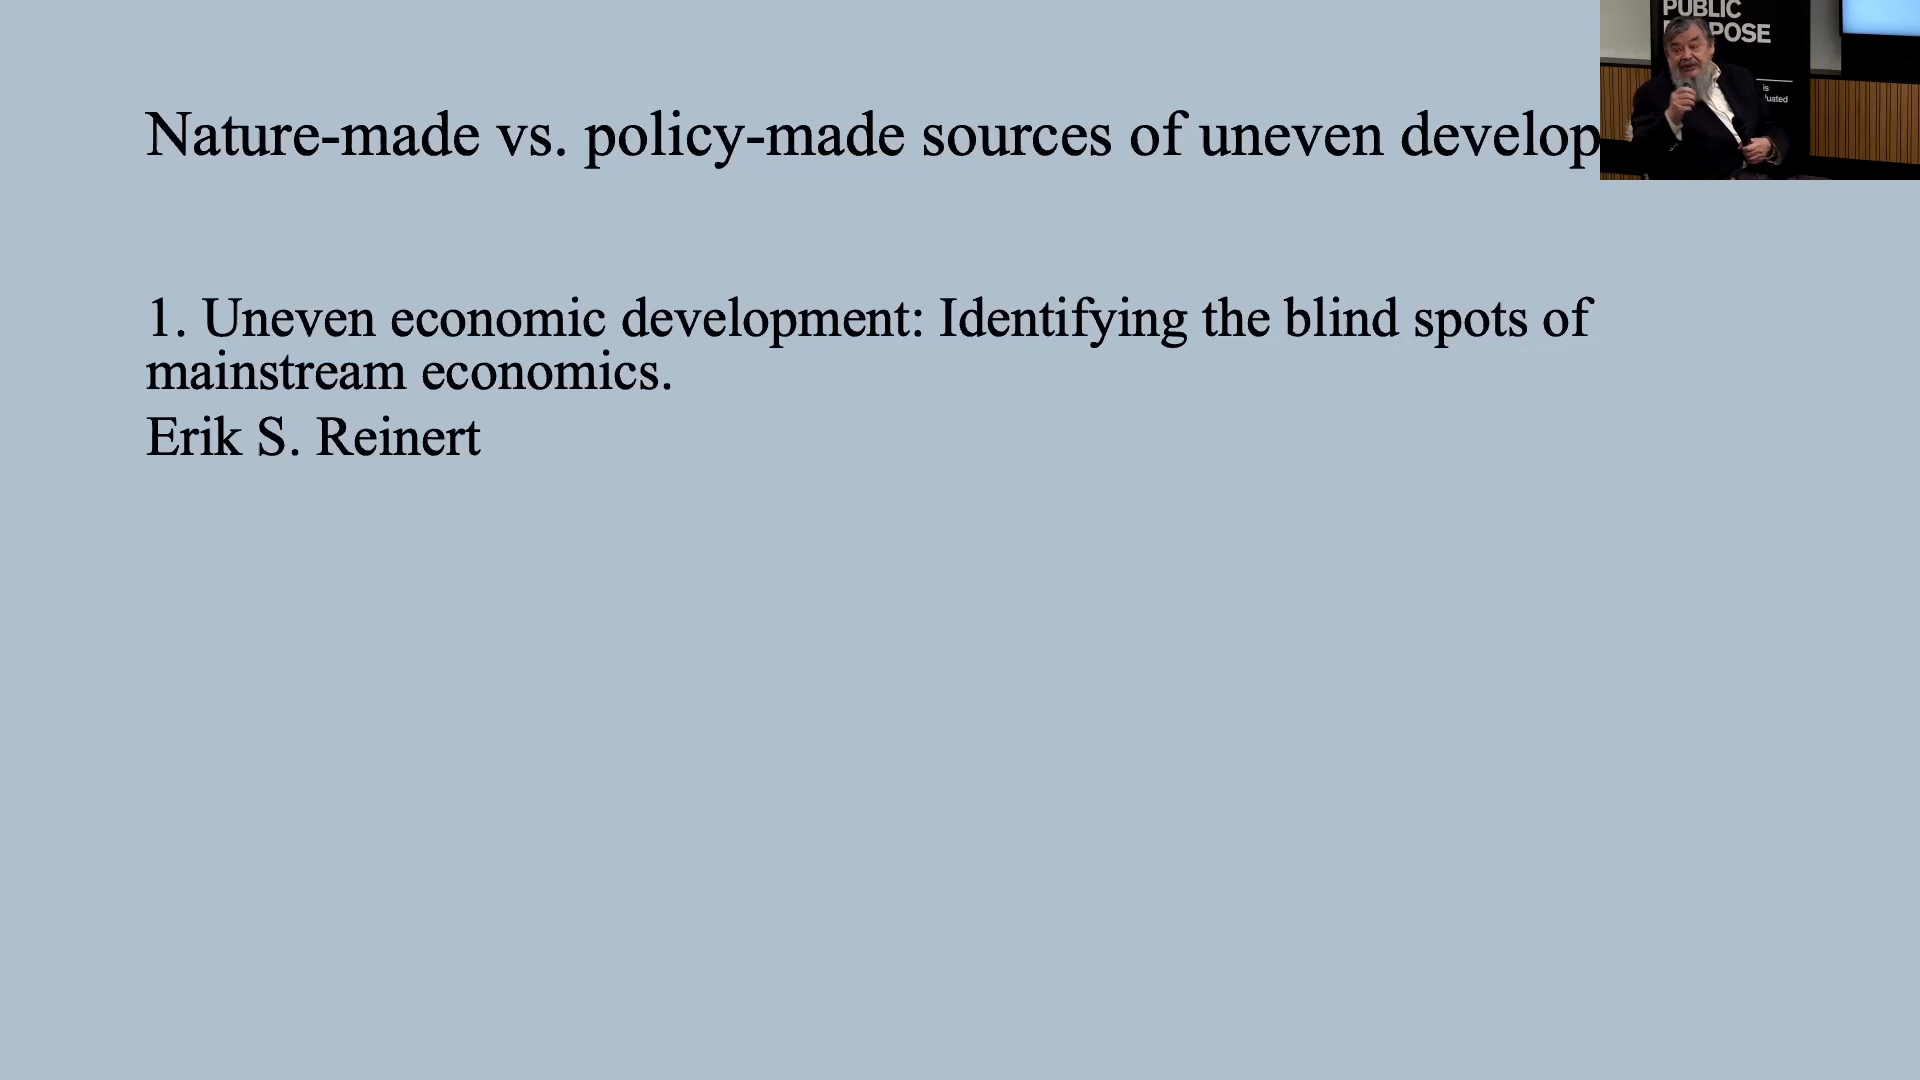 Nature-made vs. policy-made sources of uneven develop
1. Uneven economic development: Identifying the blind spots of
mainstream economics.
Erik S. Reinert
PUBLIC
POSE
is